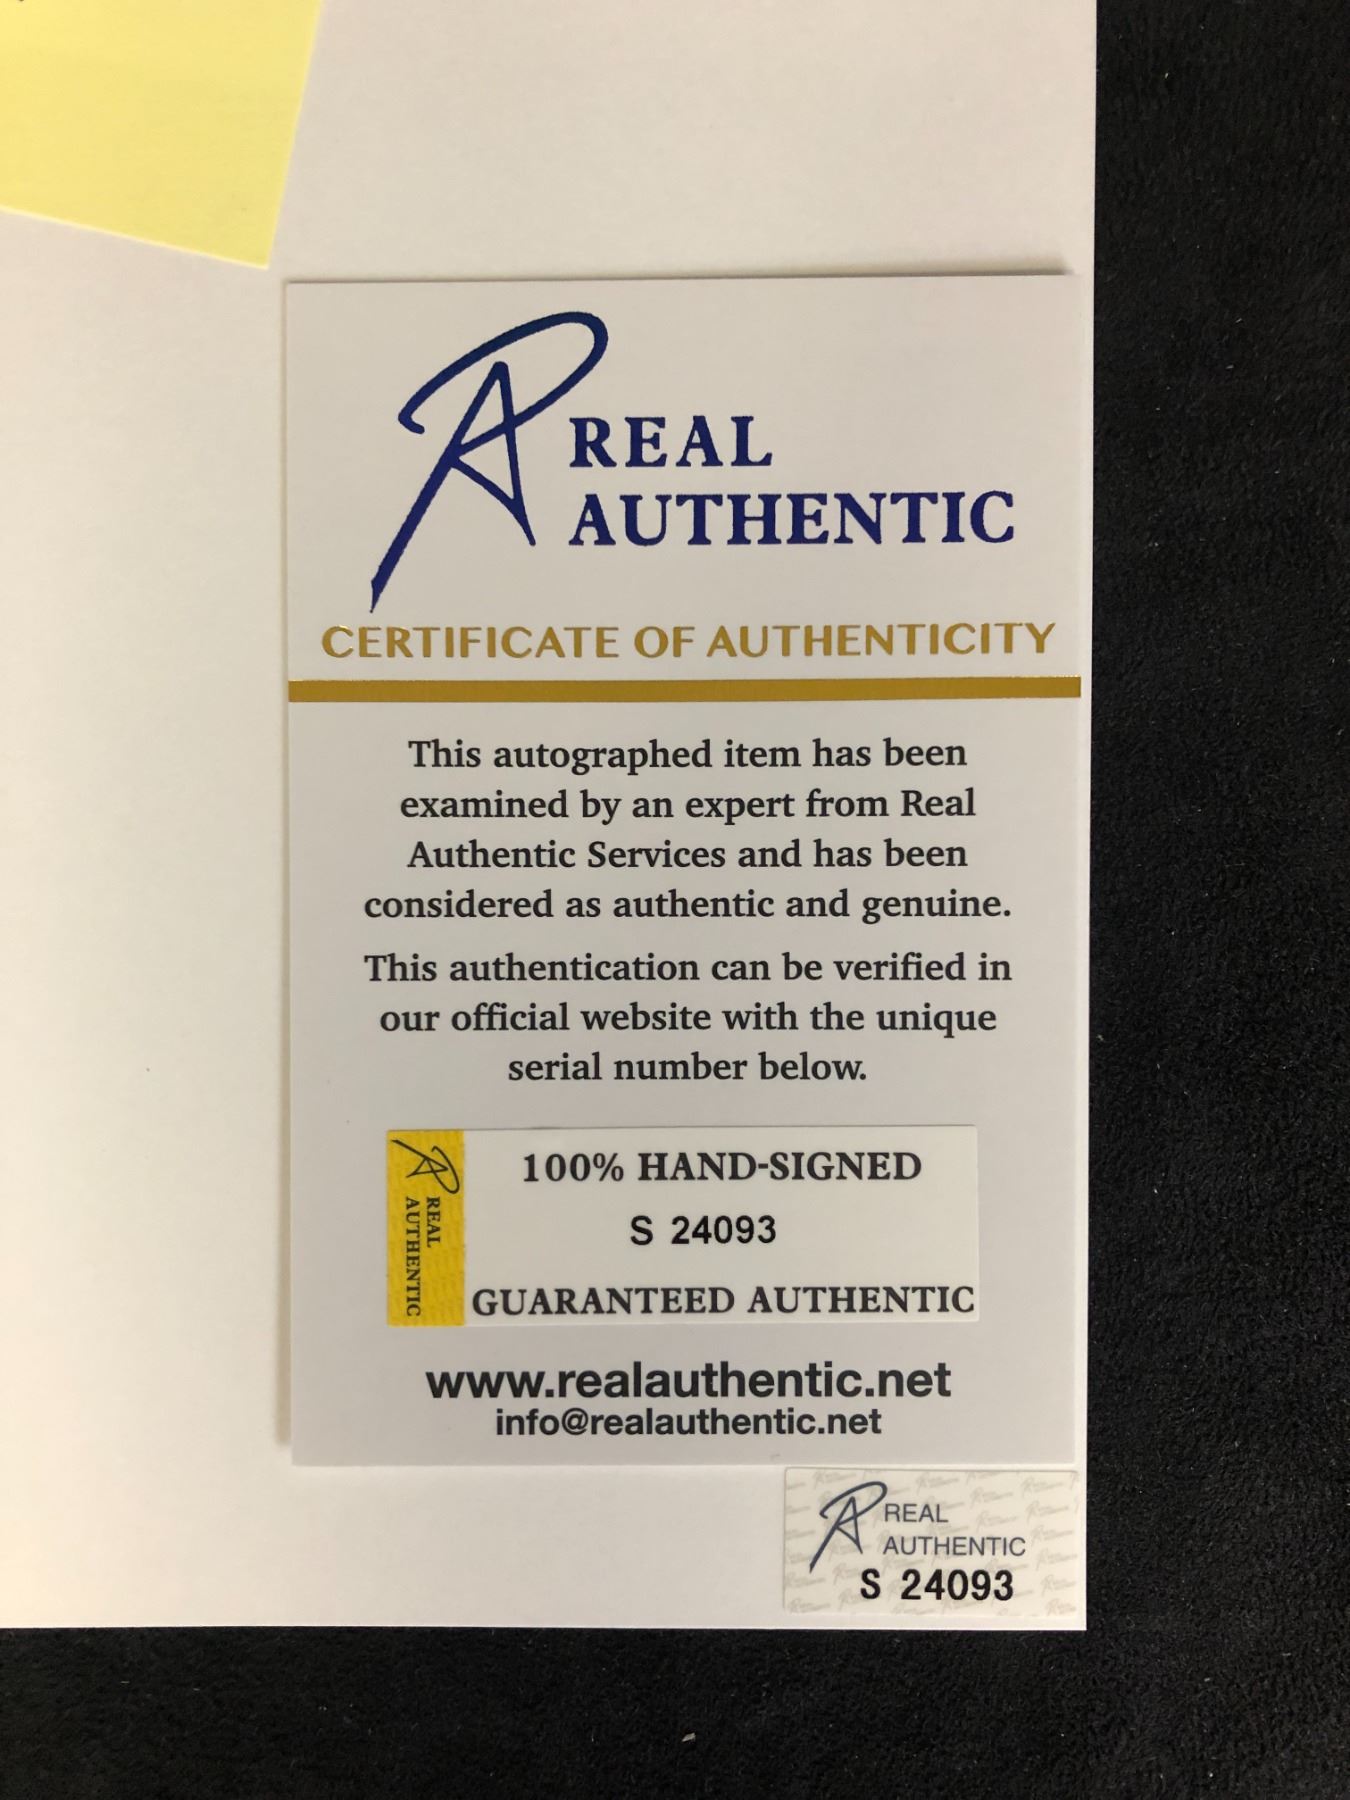 REAL
AUTHENTIC
CERTIFICATE OF AUTHENTICITY
This autographed item has been
examined by an expert from Real
Authentic Services and has been
considered as authentic and genuine.
This authentication can be verified in
our official website with the unique
serial number below.
REAL
AUTHENTIC
100% HAND-SIGNED
S 24093
GUARANTEED AUTHENTIC
www.realauthentic.net
info@realauthentic.net
REAL
AUTHENTIC
S 24093